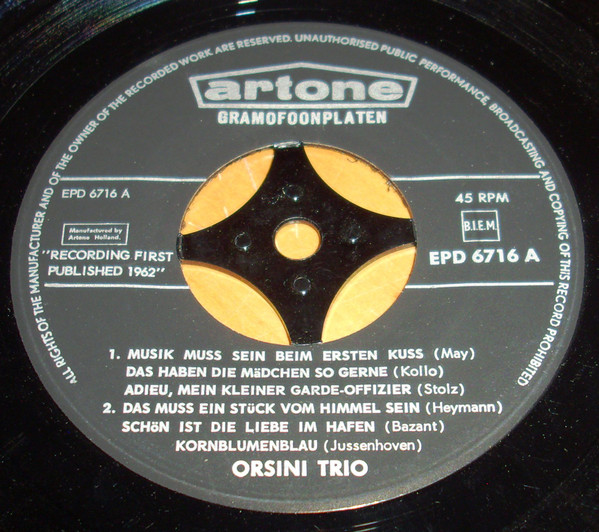 ALL RIGHTS OF THE MANUFACTURER AND OF THE OWNER OF THE RECORDED WORK ARE RESERVED. UNAUTHORISED PUBLIC PERFORMANCE, BROADCASTING AND COPYING OF THIS RECORD PROHIBITED
artone
GRAMOFOONPLATEN
EPD 6716 A
45 RPM
Manufactured by
Artone Holland.
B.I.E.M.
"RECORDING FIRST
PUBLISHED 1962"
EPD 6716 A
1. MUSIK MUSS SEIN BEIM ERSTEN KUSS (May)
DAS HABEN DIE MäDCHEN SO GERNE (Kollo)
ADIEU, MEIN KLEINER GARDE-OFFIZIER (Stolz)
2. DAS MUSS EIN STüCK VOM HIMMEL SEIN (Heymann)
SCHöN IST DIE LIEBE IM HAFEN (Bazant)
KORNBLUMENBLAU (Jussenhoven)
ORSINI TRIO